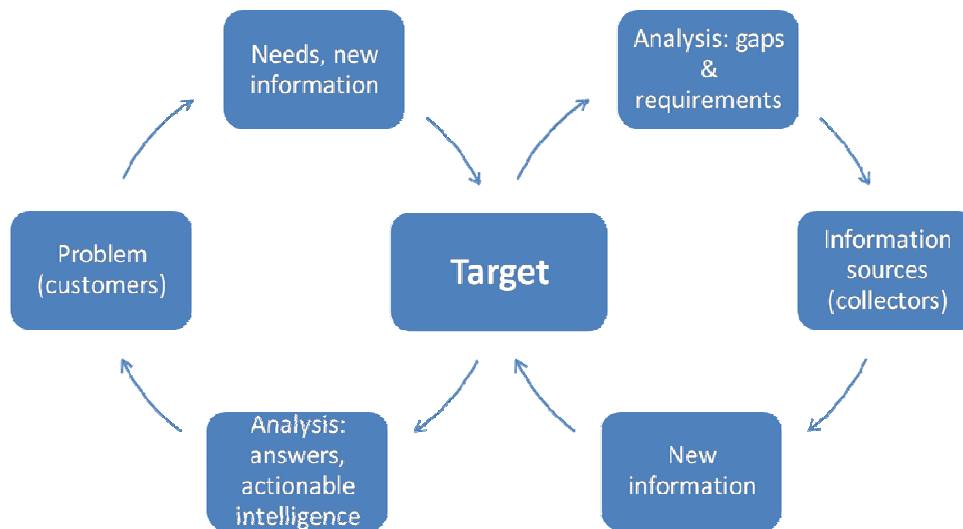 Needs, new
information
Analysis: gaps
&
requirements
Problem
(customers)
Target
Information
sources
(collectors)
Analysis:
answers,
actionable
intelligence
New
information